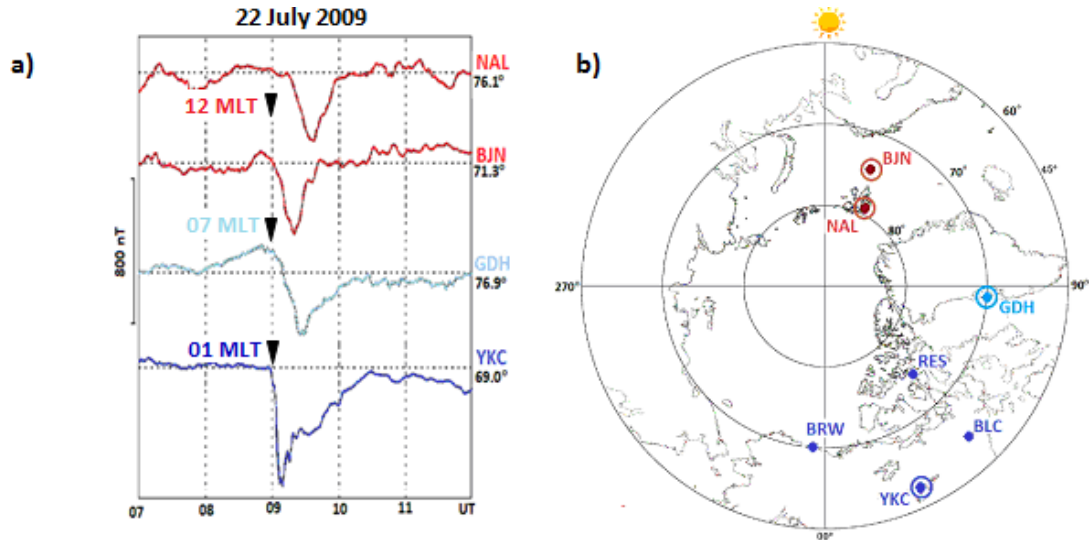 22 July 2009
a)
NAL
76.1°
12 MLT
BJN
71.3°
07 MLT
GDH
76.9°
800 nT
01 MLT
YKC
69.0°
07 08 09 10 11 UT
b)
60°
45°
70°
80°
BJN
NAL
270°
90°
GDH
RES
BRW
BLC
YKC
00°